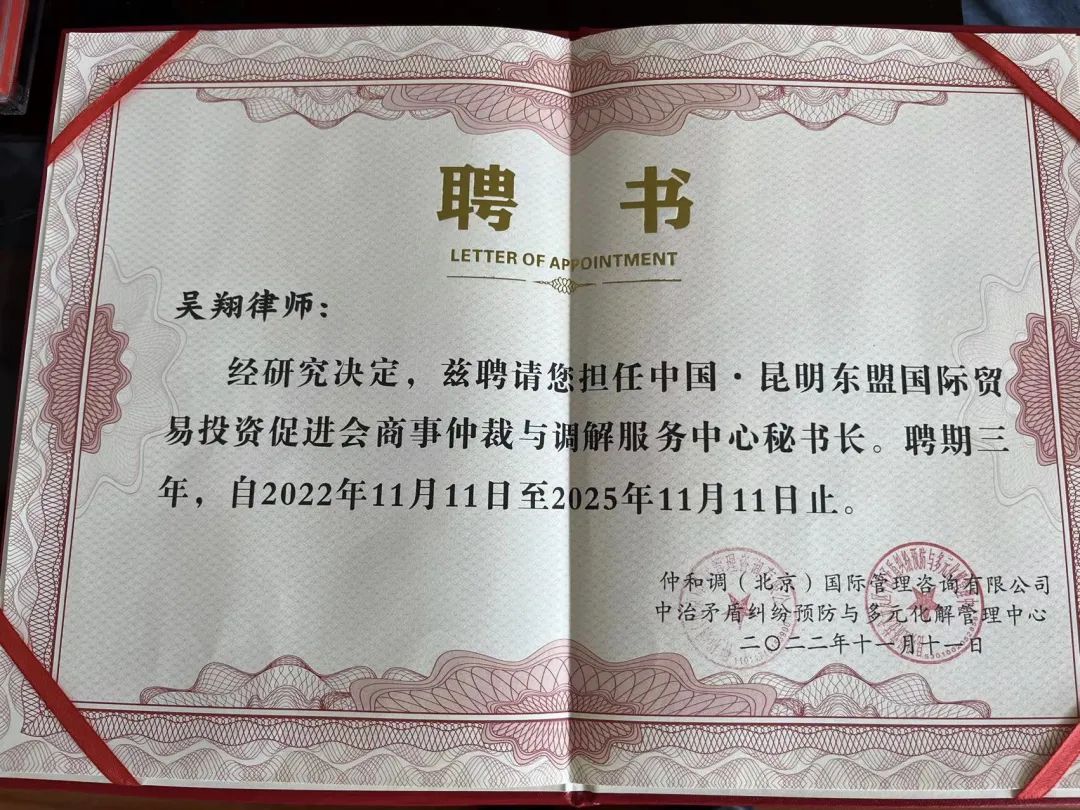 聘 书
LETTER OF APPOINTMENT
吴翔律师：
经研究决定，兹聘请您担任中国·昆明东盟国际贸
易投资促进会商事仲裁与调解服务中心秘书长。聘期三
年，自2022年11月11日至2025年11月11日止。
仲和调（北京）国际管理咨询有限公司
中治矛盾纠纷预防与多元化解管理中心
二〇二二年十一月十一日